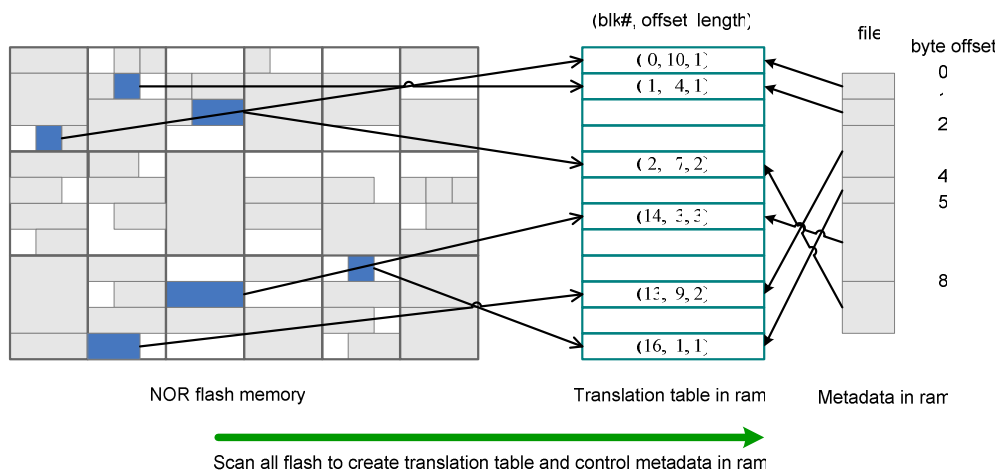 (blk#, offset, length)
file
byte offset
( 0, 10, 1)
0
(1, 4, 1)
2
( 2, 7, 2)
4
5
(14, 3, 3)
8
(13, 9, 2)
(16, 1, 1)
NOR flash memory
Translation table in ram
Metadata in ram
Scan all flash to create translation table and control metadata in ram